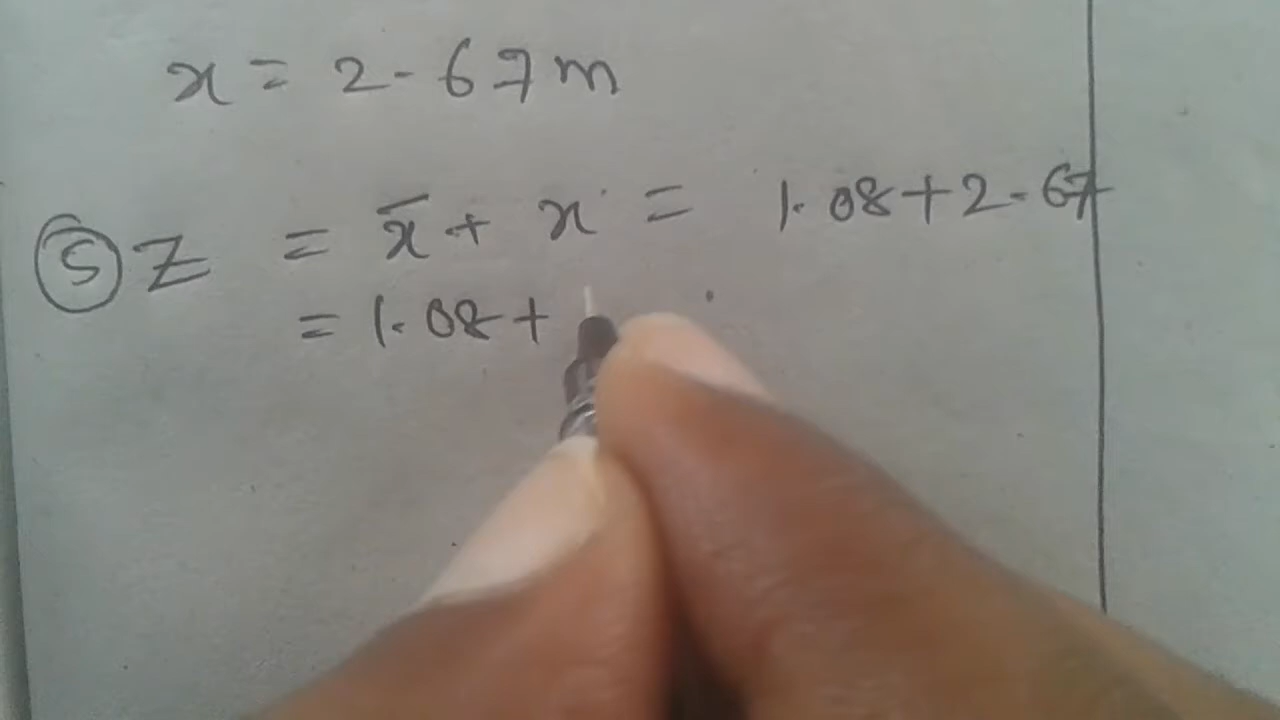 x = 2.67m
⑤ Z = x̄ + x = 1.08+2.67
= 1.08+